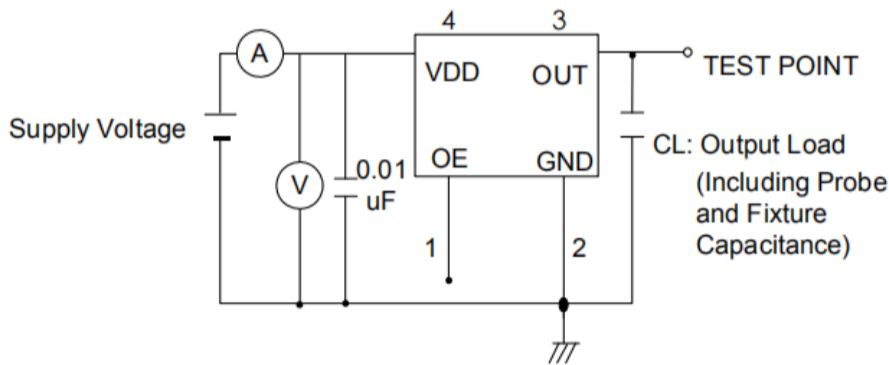 4
3
A
VDD
OUT
TEST POINT
Supply Voltage
V
0.01
uF
OE
GND
CL: Output Load
(Including Probe
and Fixture
Capacitance)
1
2